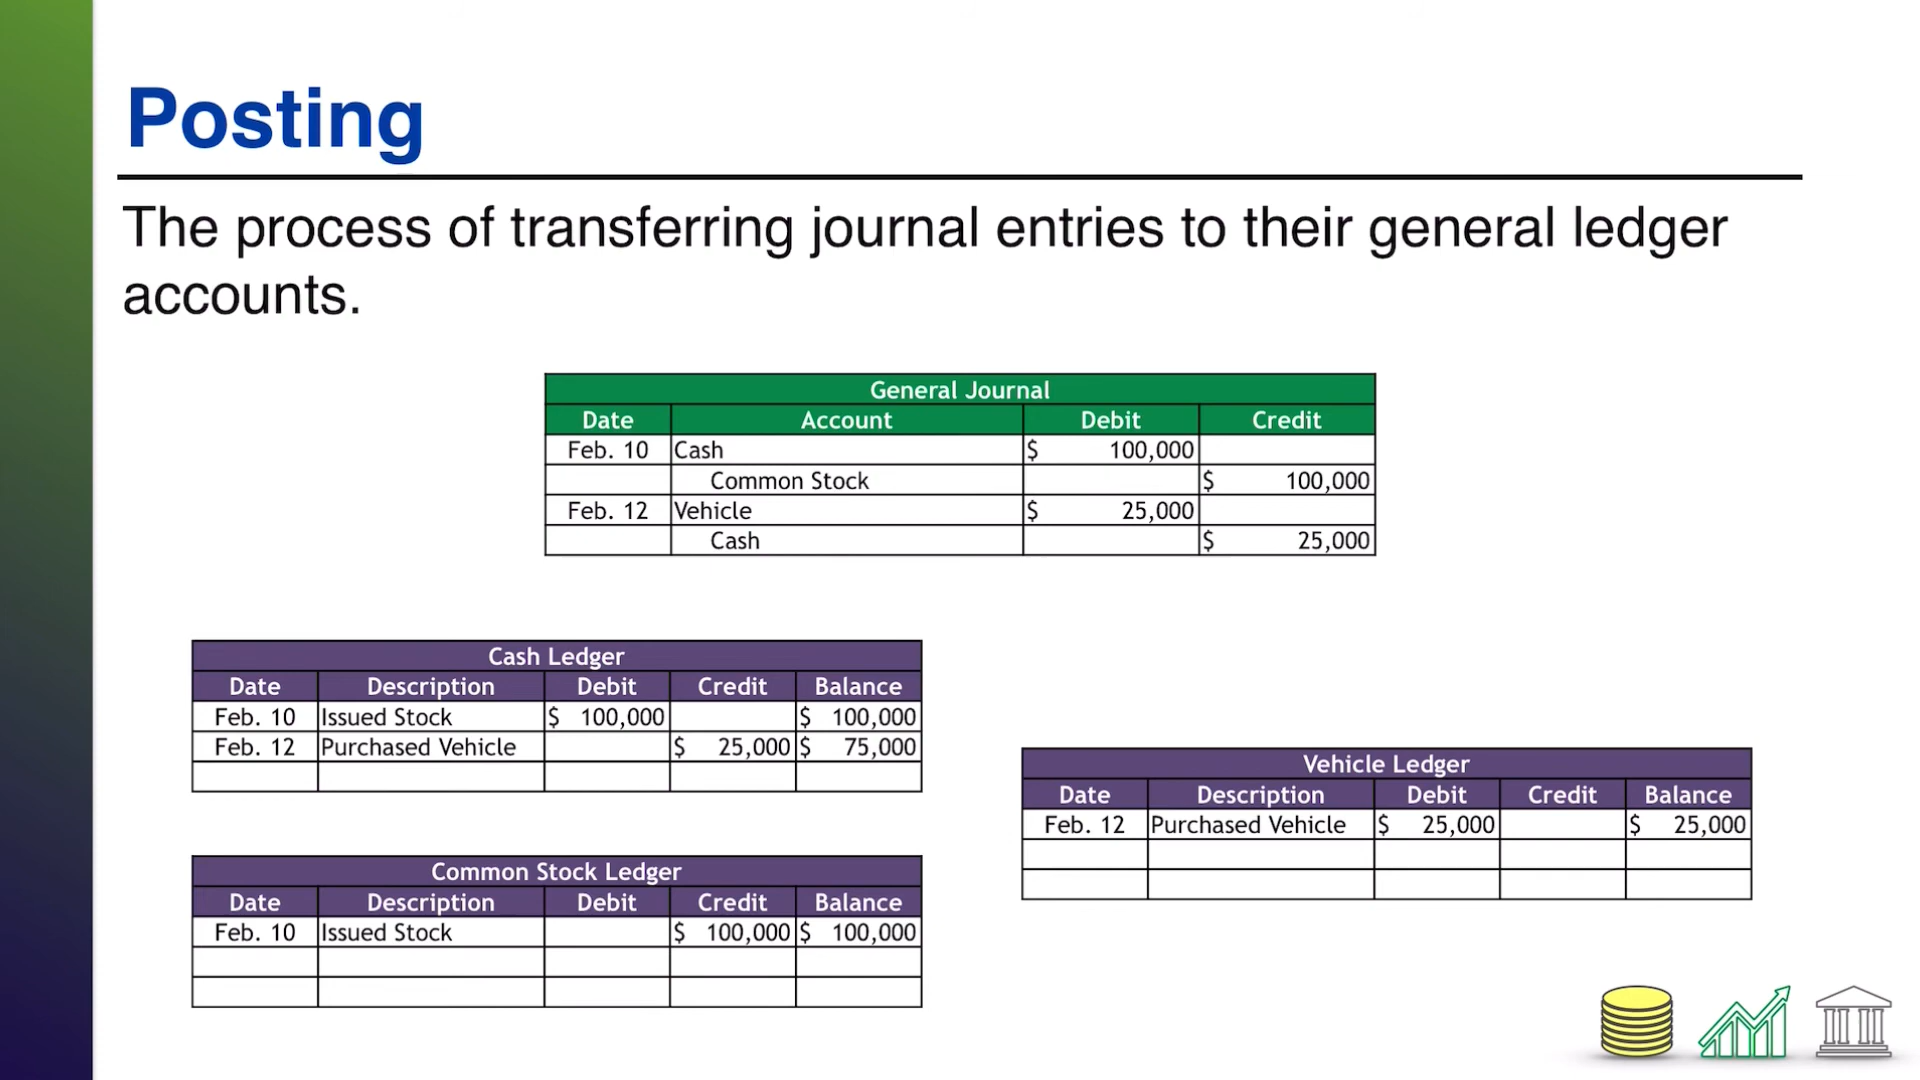 Posting
The process of transferring journal entries to their general ledger
accounts.
General Journal
Date Account Debit Credit
Feb. 10 Cash $ 100,000
Common Stock $ 100,000
Feb. 12 Vehicle $ 25,000
Cash $ 25,000
Cash Ledger
Date Description Debit Credit Balance
Feb. 10 Issued Stock $ 100,000 $ 100,000
Feb. 12 Purchased Vehicle $ 25,000 $ 75,000
Vehicle Ledger
Date Description Debit Credit Balance
Feb. 12 Purchased Vehicle $ 25,000 $ 25,000
Common Stock Ledger
Date Description Debit Credit Balance
Feb. 10 Issued Stock $ 100,000 $ 100,000